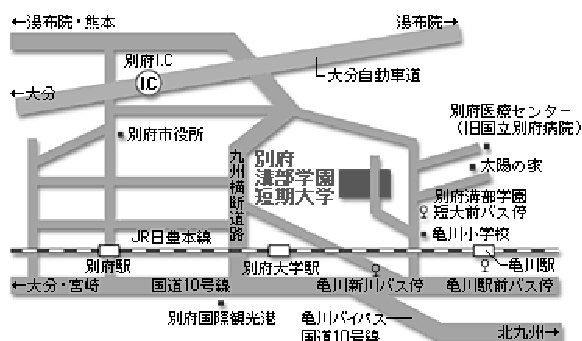 ←湯布院・熊本
湯布院→
別府I.C
I.C
大分自動車道
←大分
別府医療センター
(旧国立別府病院)
別府市役所
太陽の家
九州横断道路
別府
溝部学園
短期大学
別府溝部学園
短大前バス停
亀川小学校
JR日豊本線
別府駅
別府大学駅
亀川駅
←大分・宮崎
国道10号線
亀川新川バス停
亀川駅前バス停
別府国際観光港
亀川バイパス
国道10号線
北九州→